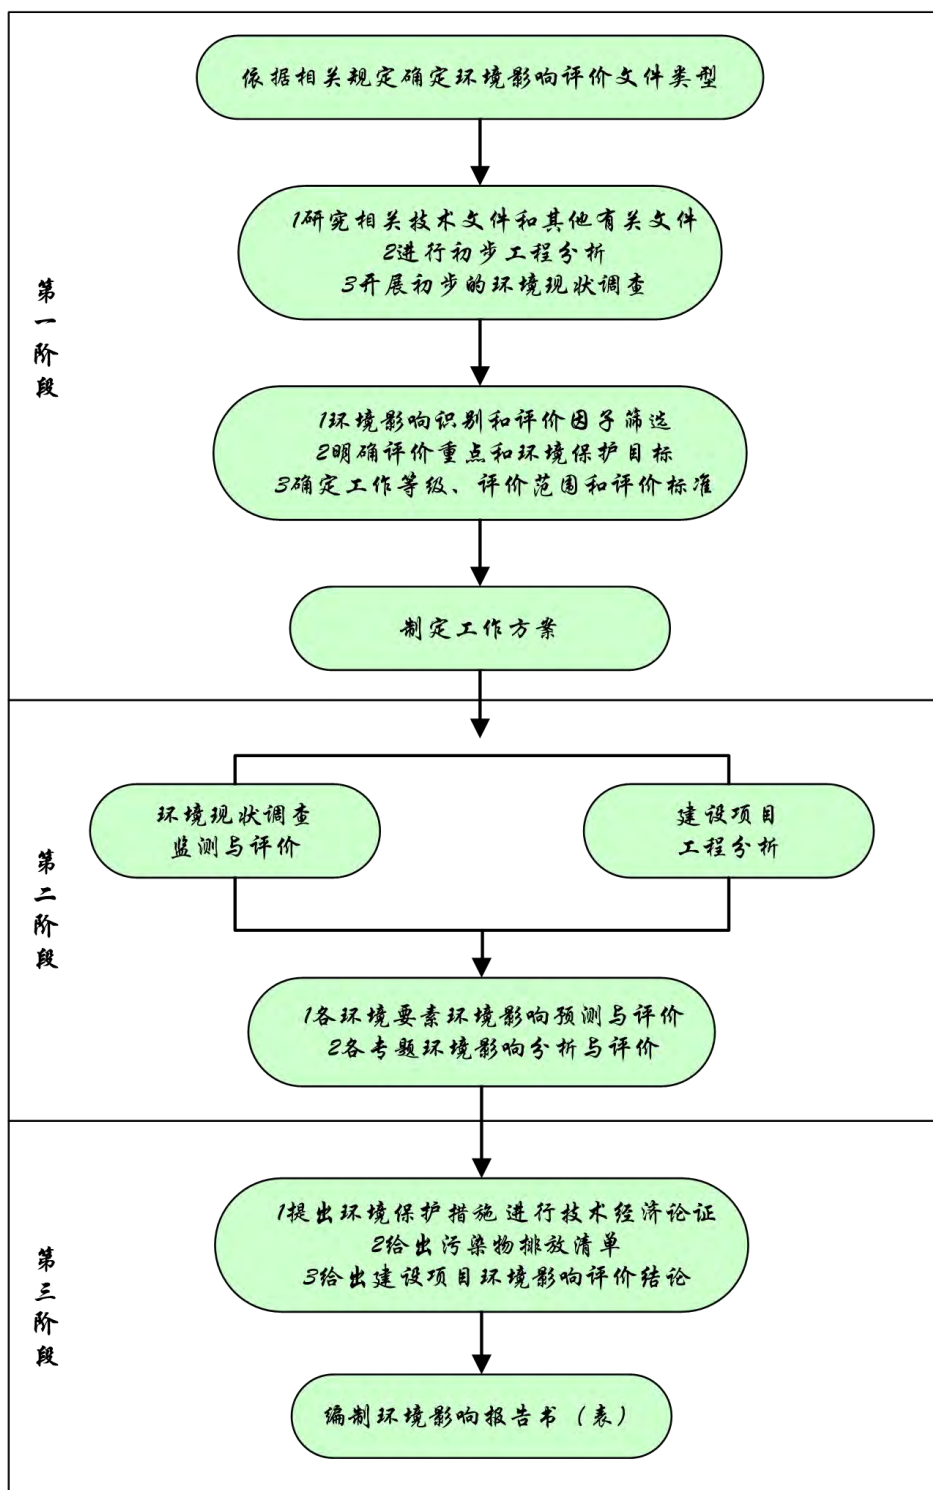 依据相关规定确定环境影响评价文件类型
1研究相关技术文件和其他有关文件
2进行初步工程分析
3开展初步的环境现状调查
第一阶段
1环境影响识别和评价因子筛选
2明确评价重点和环境保护目标
3确定工作等级、评价范围和评价标准
制定工作方案
环境现状调查
监测与评价
建设项目
工程分析
第二阶段
1各环境要素环境影响预测与评价
2各专题环境影响分析与评价
1提出环境保护措施 进行技术经济论证
2给出污染物排放清单
3给出建设项目环境影响评价结论
第三阶段
编制环境影响报告书（表）